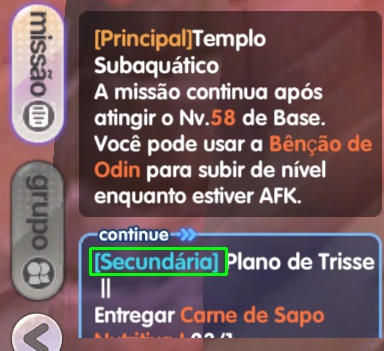 missão
grupo
[Principal]Templo
Subaquático
A missão continua após
atingir o Nv.58 de Base.
Você pode usar a Bênção de
Odin para subir de nível
enquanto estiver AFK.
continue
[Secundária] Plano de Trisse
II
Entregar Carne de Sapo